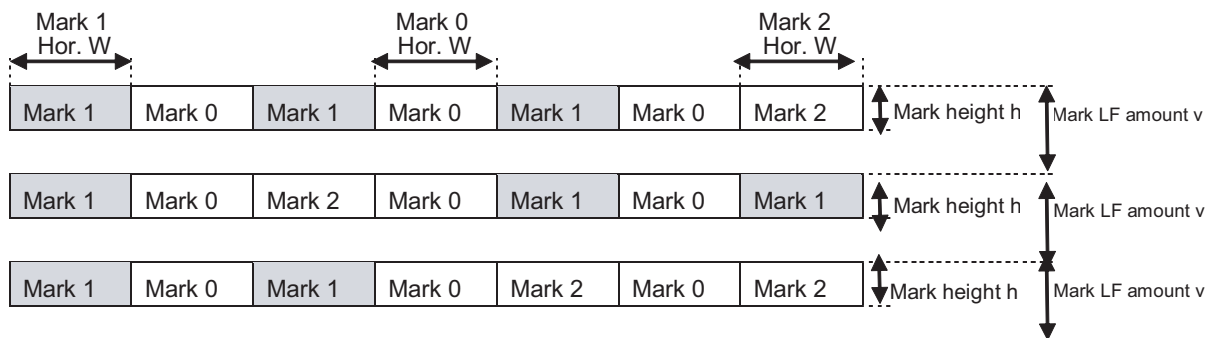 Mark 1 Mark 0 Mark 2
Hor. W Hor. W Hor. W
Mark 1 Mark 0 Mark 1 Mark 0 Mark 1 Mark 0 Mark 2 Mark height h Mark LF amount v
Mark 1 Mark 0 Mark 2 Mark 0 Mark 1 Mark 0 Mark 1 Mark height h Mark LF amount v
Mark 1 Mark 0 Mark 1 Mark 0 Mark 2 Mark 0 Mark 2 Mark height h Mark LF amount v